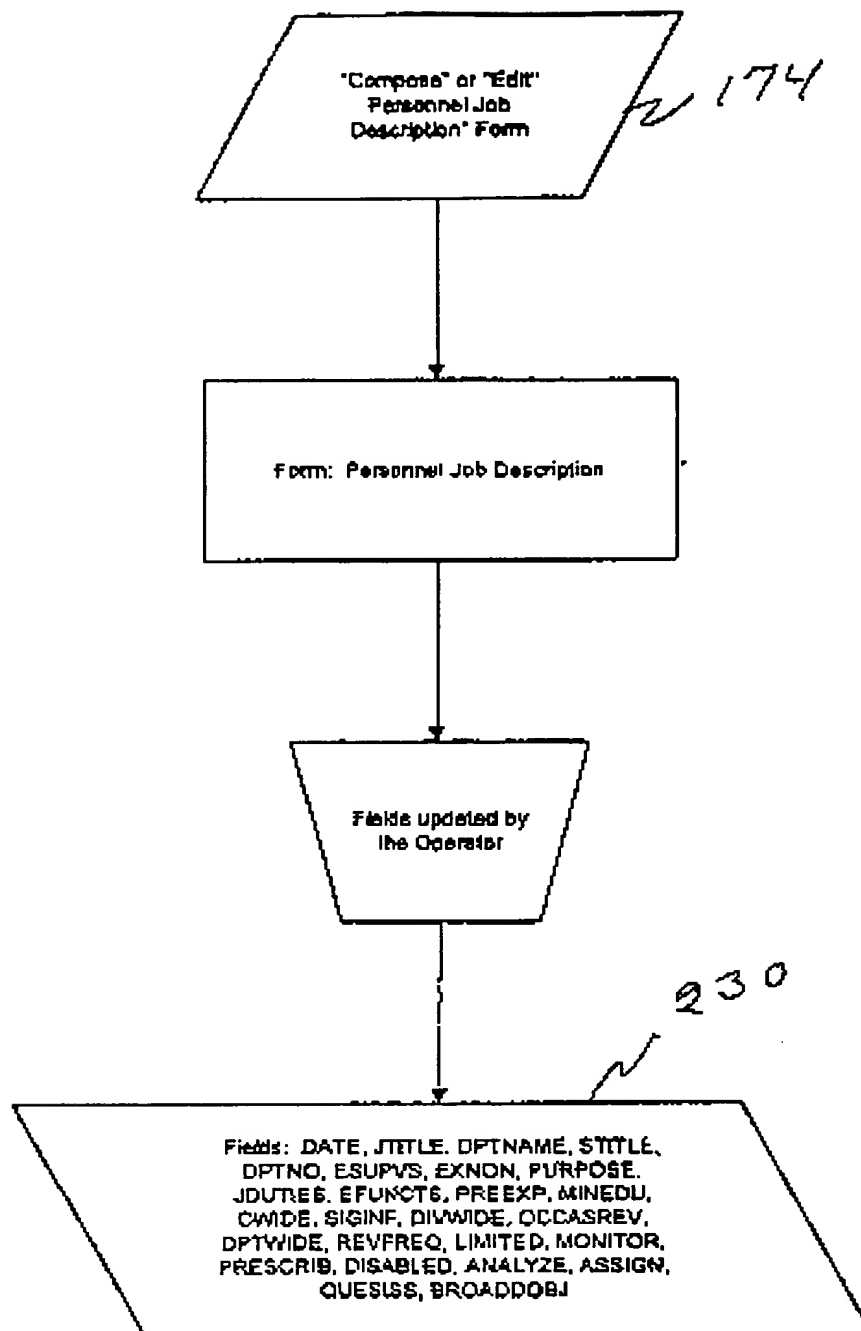 "Compose" or "Edit"
Personnel Job
Description" Form
174
Form: Personnel Job Description
Fields updated by
the Operator
230
Fields: DATE, JTITLE, DPTNAME, STITLE,
DPTNO, ESUPVS, EXNON, PURPOSE,
JDUTRES, EFUNCTS, PREEXP, MINEDU,
CWIDE, SIGINF, DIVWIDE, OCCASREV,
DPTWIDE, REVFREQ, LIMITED, MONITOR,
PRESCRIB, DISABLED, ANALYZE, ASSIGN,
QUESISS, BROADDOBJ